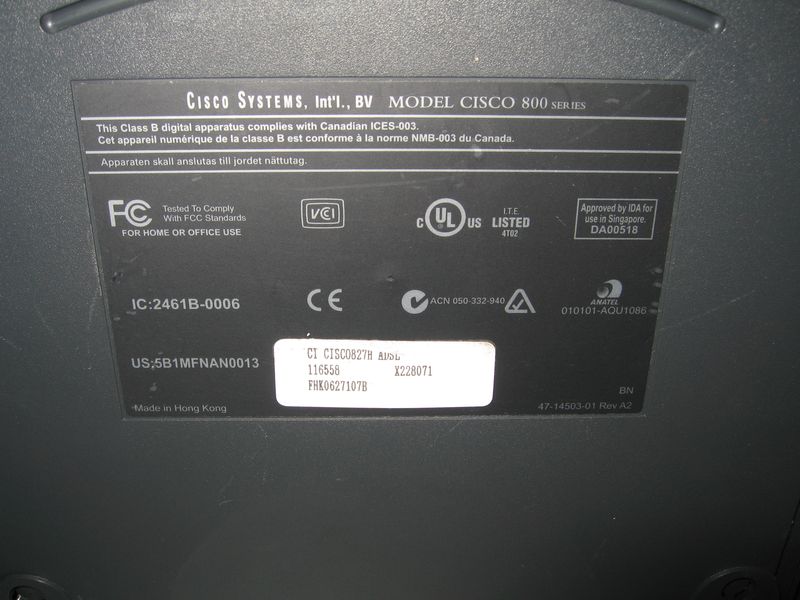 CISCO SYSTEMS, Int'l., BV MODEL CISCO 800 SERIES
This Class B digital apparatus complies with Canadian ICES-003.
Cet appareil numérique de la classe B est conforme à la norme NMB-003 du Canada.
Apparaten skall anslutas till jordet nättutag.
FC Tested To Comply
With FCC Standards
FOR HOME OR OFFICE USE
VCI
C UL US
I.T.E.
LISTED
4T02
Approved by IDA for
use in Singapore.
DA00518
IC:2461B-0006
CE
ACN 050-332-940
ANATEL
010101-AQU1086
US;5B1MFNAN0013
CI CISCO827H ADSL
116558 X228071
FHK0627107B
BN
Made in Hong Kong
47-14503-01 Rev A2